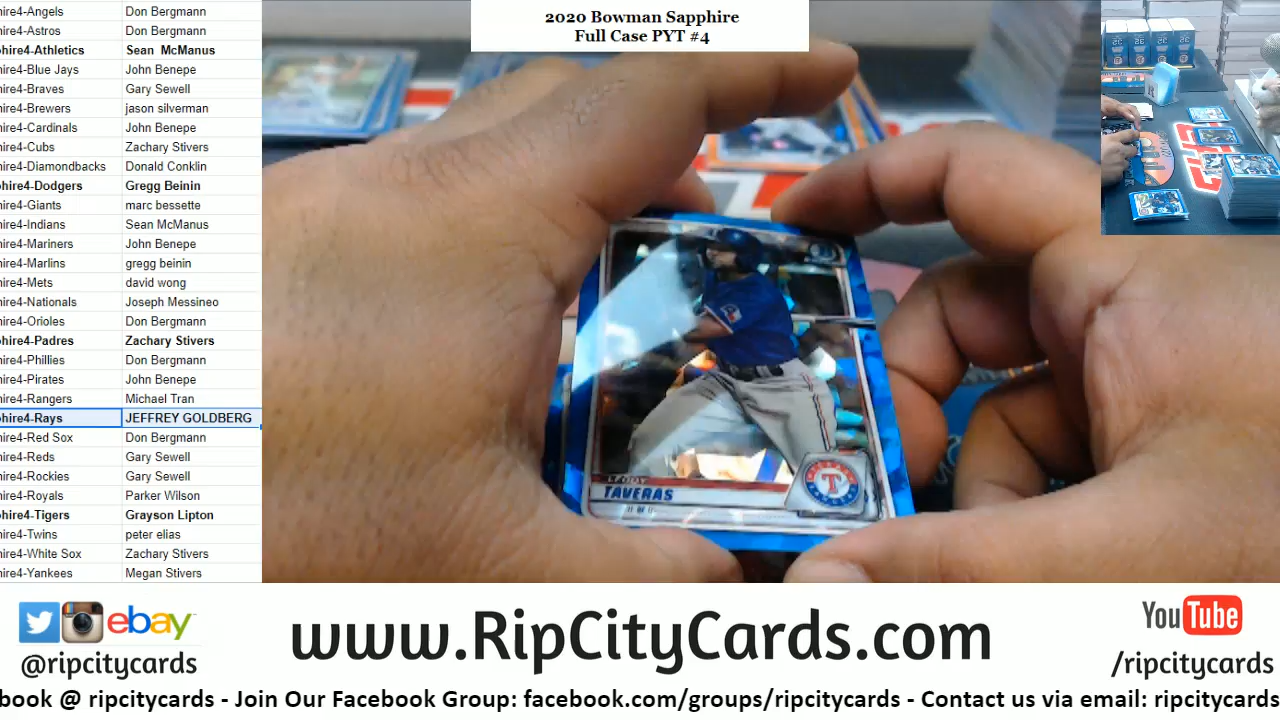 2020 Bowman Sapphire
Full Case PYT #4
hire4-Angels Don Bergmann
hire4-Astros Don Bergmann
hire4-Athletics Sean McManus
hire4-Blue Jays John Benepe
hire4-Braves Gary Sewell
hire4-Brewers jason silverman
hire4-Cardinals John Benepe
hire4-Cubs Zachary Stivers
hire4-Diamondbacks Donald Conklin
hire4-Dodgers Gregg Beinin
hire4-Giants marc bessette
hire4-Indians Sean McManus
hire4-Mariners John Benepe
hire4-Marlins gregg beinin
hire4-Mets david wong
hire4-Nationals Joseph Messineo
hire4-Orioles Don Bergmann
hire4-Padres Zachary Stivers
hire4-Phillies Don Bergmann
hire4-Pirates John Benepe
hire4-Rangers Michael Tran
hire4-Rays JEFFREY GOLDBERG
hire4-Red Sox Don Bergmann
hire4-Reds Gary Sewell
hire4-Rockies Gary Sewell
hire4-Royals Parker Wilson
hire4-Tigers Grayson Lipton
hire4-Twins peter elias
hire4-White Sox Zachary Stivers
hire4-Yankees Megan Stivers
LEODY
TAVERAS
T
ebay
@ripcitycards
www.RipCityCards.com
YouTube
/ripcitycards
book @ ripcitycards - Join Our Facebook Group: facebook.com/groups/ripcitycards - Contact us via email: ripcitycards